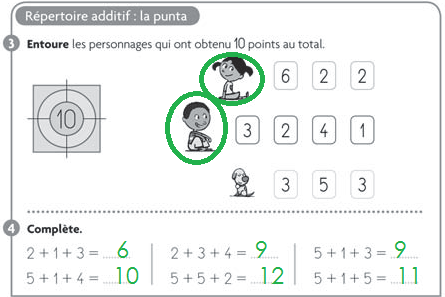 Répertoire additif : la punta
3 Entoure les personnages qui ont obtenu 10 points au total.
6 2 2
10
3 2 4 1
3 5 3
4 Complète.
2 + 1 + 3 = 6 2 + 3 + 4 = 9 5 + 1 + 3 = 9
5 + 1 + 4 = 10 5 + 5 + 2 = 12 5 + 1 + 5 = 11